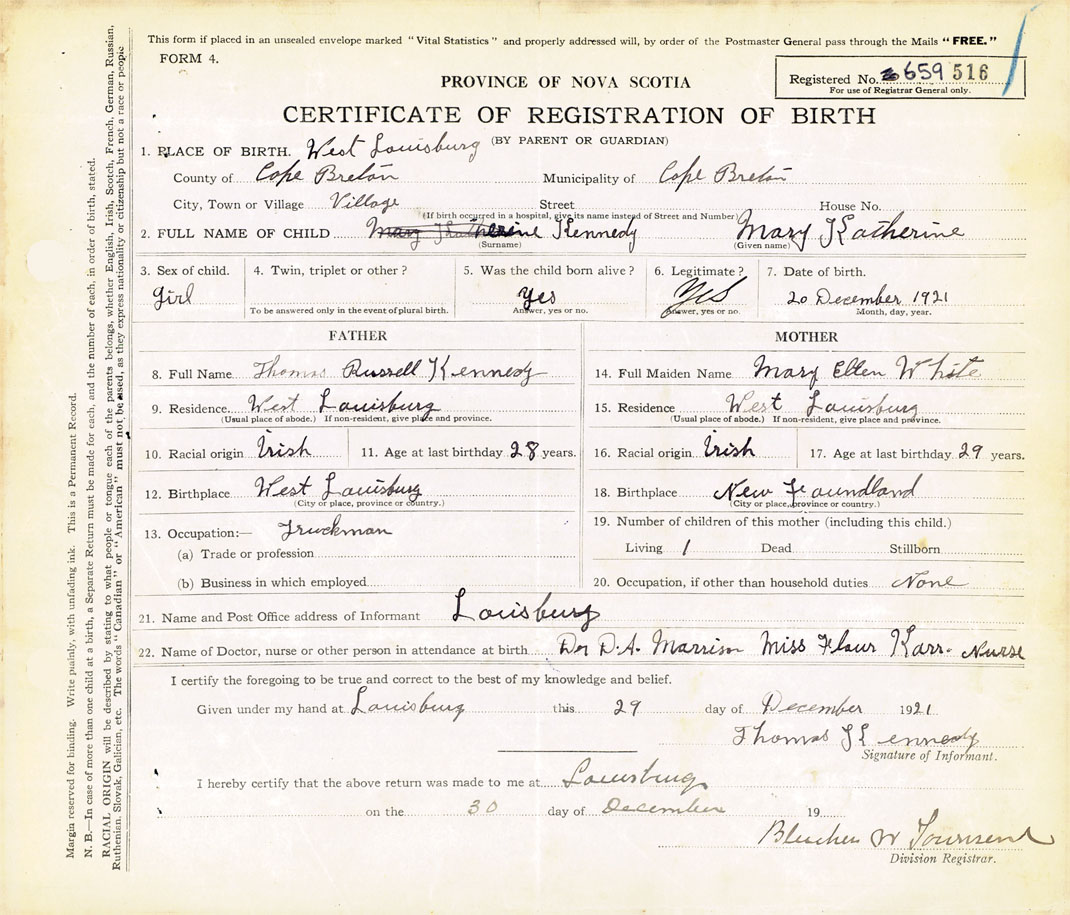 This form if placed in an unsealed envelope marked "Vital Statistics" and properly addressed will, by order of the Postmaster General pass through the Mails "FREE."
FORM 4.
PROVINCE OF NOVA SCOTIA
Registered No. 659 516
For use of Registrar General only.
CERTIFICATE OF REGISTRATION OF BIRTH
(BY PARENT OR GUARDIAN)
1. PLACE OF BIRTH. West Louisburg
County of Cape Breton Municipality of Cape Breton
City, Town or Village Village Street House No.
(If birth occurred in a hospital, give its name instead of Street and Number)
2. FULL NAME OF CHILD Mary Katherine Kennedy Mary Katherine
(Surname) (Given name)
3. Sex of child. 4. Twin, triplet or other? 5. Was the child born alive? 6. Legitimate? 7. Date of birth.
Girl Yes Yes 20 December 1921
To be answered only in the event of plural birth. Answer, yes or no. Answer, yes or no. Month, day, year.
FATHER
8. Full Name Thomas Russell Kennedy
9. Residence West Louisburg
(Usual place of abode.) If non-resident, give place and province.
10. Racial origin Irish 11. Age at last birthday 28 years.
12. Birthplace West Louisburg
(City or place, province or country.)
13. Occupation:— Truckman
(a) Trade or profession
(b) Business in which employed
MOTHER
14. Full Maiden Name Mary Ellen White
15. Residence West Louisburg
(Usual place of abode.) If non-resident, give place and province.
16. Racial origin Irish 17. Age at last birthday 29 years.
18. Birthplace New Foundland
(City or place, province or country.)
19. Number of children of this mother (including this child.)
Living 1 Dead Stillborn
20. Occupation, if other than household duties None
21. Name and Post Office address of Informant Louisburg
22. Name of Doctor, nurse or other person in attendance at birth D.A. Miss Nurse
I certify the foregoing to be true and correct to the best of my knowledge and belief.
Given under my hand at Louisburg this 29 day of December 1921
Thomas Kennedy
Signature of Informant.
I hereby certify that the above return was made to me at Louisburg
on the 30 day of December 19
W Townsend
Division Registrar.
Margin reserved for binding. Write plainly, with unfading ink. This is a Permanent Record.
N. B.—In case of more than one child at a birth, a Separate Return must be made for each, and the number of each, in order of birth, stated.
RACIAL ORIGIN will be described by stating to what people or tongue each of the parents belongs, whether English, Irish, Scotch, French, German, Russian,
Ruthenian, Slovak, Galician, etc. The words "Canadian" or "American" must not be used, as they express nationality or citizenship but not a race or people